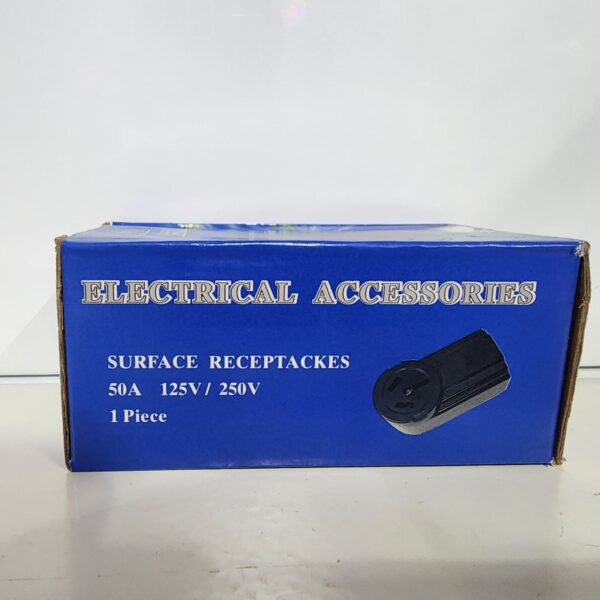 ELECTRICAL ACCESSORIES
SURFACE RECEPTACKES
50A 125V / 250V
1 Piece